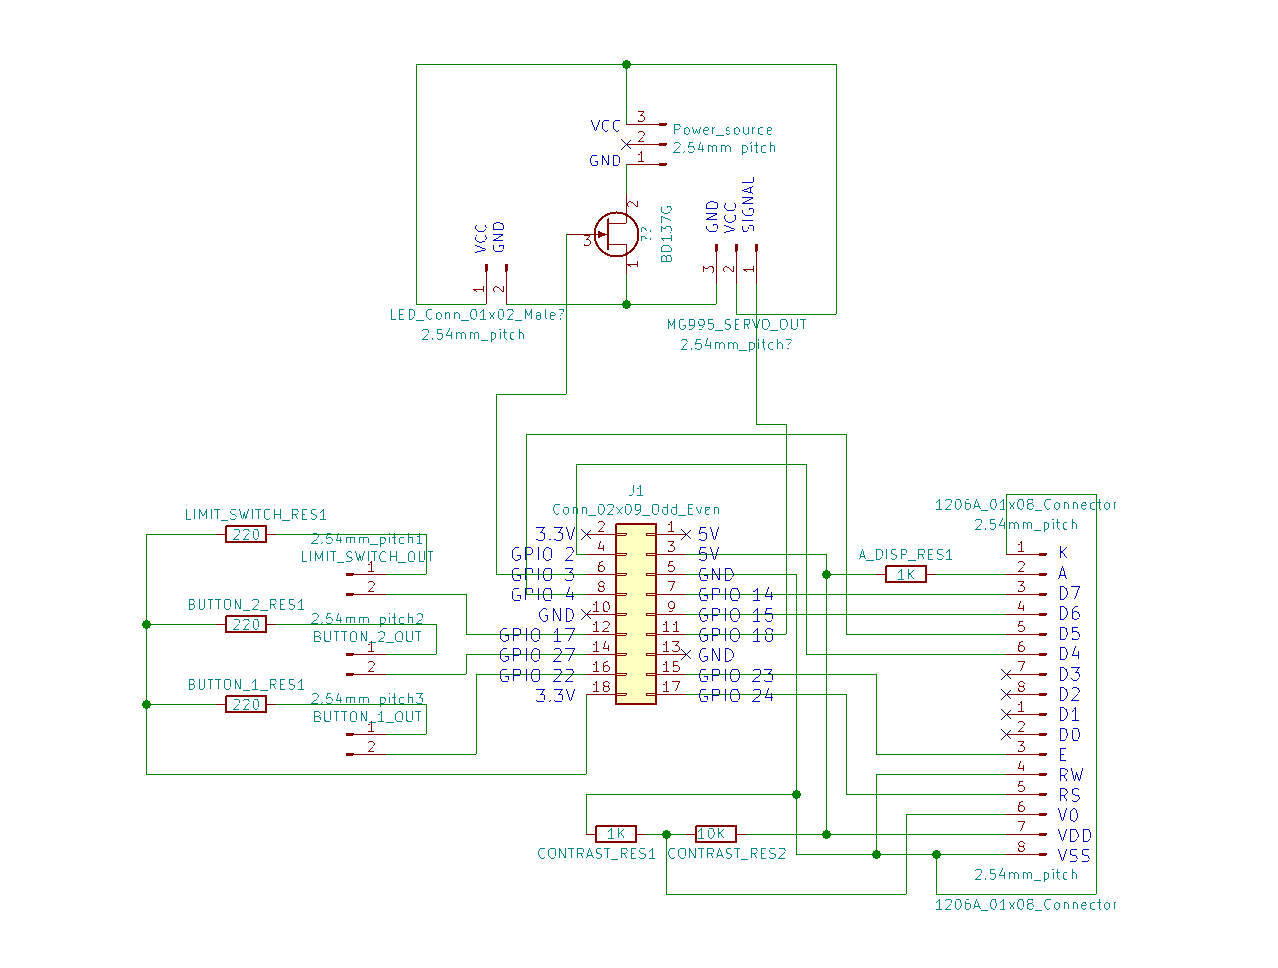 VCC 3 Power_source
2 2.54mm pitch
GND 1
VCC
GND
1
2
LED_Conn_01x02_Male?
2.54mm_pitch
2
3
1
??
BD137G
GND
VCC
SIGNAL
3
2
1
MG995_SERVO_OUT
2.54mm_pitch?
J1
Conn_02x09_Odd_Even
3.3V 2 1 5V
GPIO 2 4 3 5V
GPIO 3 6 5 GND
GPIO 4 8 7 GPIO 14
GND 10 9 GPIO 15
GPIO 17 12 11 GPIO 18
GPIO 27 14 13 GND
GPIO 22 16 15 GPIO 23
3.3V 18 17 GPIO 24
LIMIT_SWITCH_RES1
220
2.54mm_pitch1
LIMIT_SWITCH_OUT
1
2
BUTTON_2_RES1
220
2.54mm pitch2
BUTTON_2_OUT
1
2
BUTTON_1_RES1
220
2.54mm pitch3
BUTTON_1_OUT
1
2
1K
CONTRAST_RES1
10K
CONTRAST_RES2
A_DISP_RES1
1K
1206A_01x08_Connector
2.54mm_pitch
1 K
2 A
3 D7
4 D6
5 D5
6 D4
7 D3
8 D2
1 D1
2 D0
3 E
4 RW
5 RS
6 V0
7 VDD
8 VSS
2.54mm_pitch
1206A_01x08_Connector